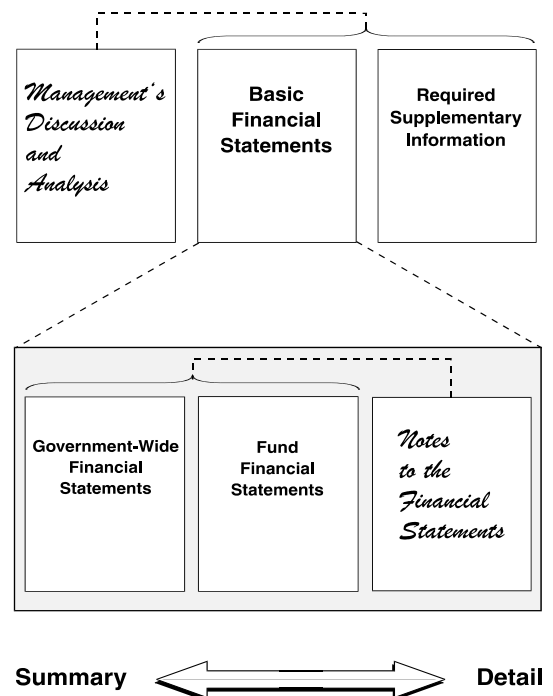 Management's
Discussion
and
Analysis
Basic
Financial
Statements
Required
Supplementary
Information
Government-Wide
Financial
Statements
Fund
Financial
Statements
Notes
to the
Financial
Statements
Summary
Detail